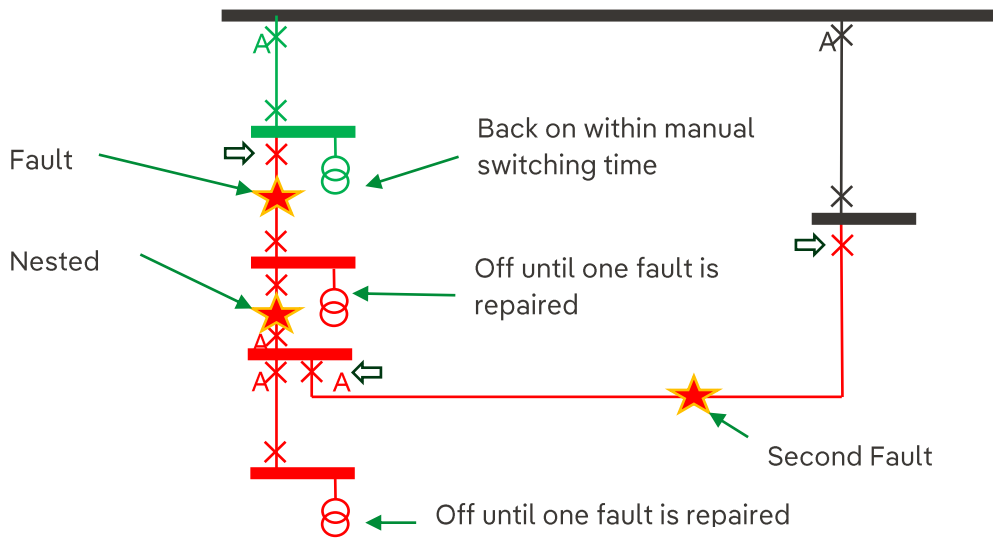 A
A
Back on within manual
switching time
Fault
Nested
Off until one fault is
repaired
A
A
A
Second Fault
Off until one fault is repaired